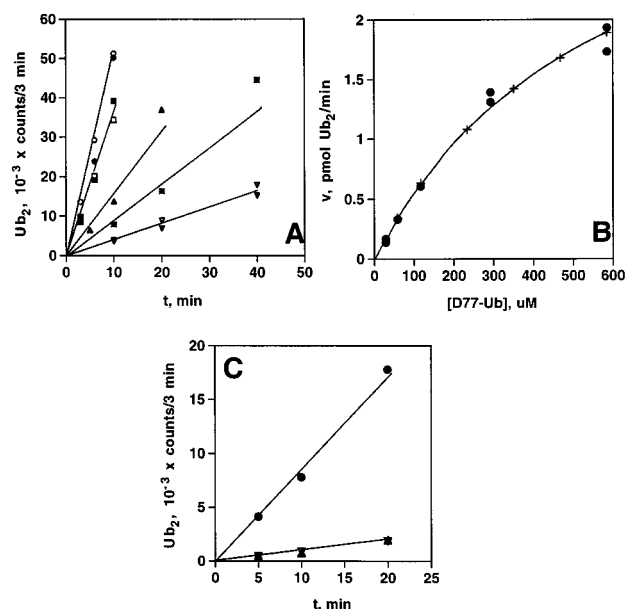 A
Ub2, 10-3 x counts/3 min
60
50
40
30
20
10
0
0 10 20 30 40 50
t, min
B
v, pmol Ub2/min
2
1.5
1
0.5
0
0 100 200 300 400 500 600
[D77-Ub], uM
C
Ub2, 10-3 x counts/3 min
20
15
10
5
0
0 5 10 15 20 25
t, min